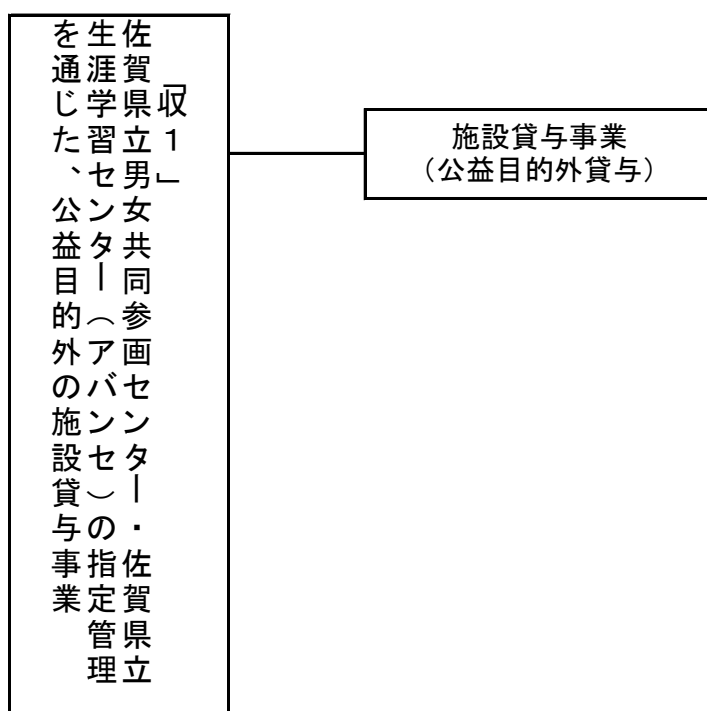 「収１」
佐賀県立男女共同参画センター・佐賀県立
生涯学習センター（アバンセ）の指定管理
を通じた、公益目的外の施設貸与事業
施設貸与事業
（公益目的外貸与）